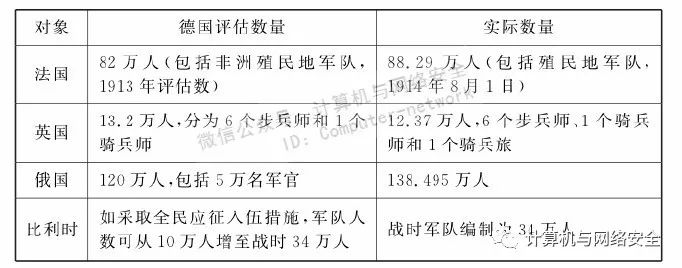 对象 德国评估数量 实际数量
法国 82 万人(包括非洲殖民地军队, 88.29 万人(包括殖民地军队,
1913 年评估数) 1914 年 8 月 1 日)
英国 13.2 万人,分为 6 个步兵师和 1 个 12.37 万人,6 个步兵师、1 个骑兵
骑兵师 师和 1 个骑兵旅
俄国 120 万人,包括 5 万名军官 138.495 万人
比利时 如采取全民应征入伍措施,军队人 战时军队编制为 34 万人
数可从 10 万人增至战时 34 万人
微信公众号:计算机与网络安全
ID: Computer-network
计算机与网络安全